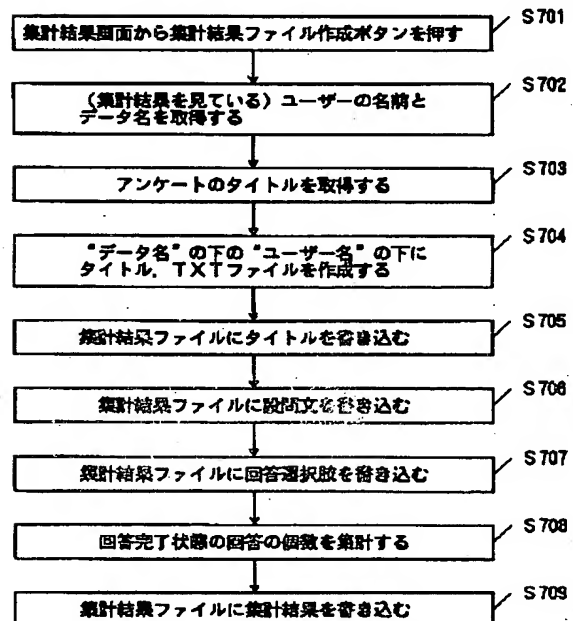 S701
集計結果画面から集計結果ファイル作成ボタンを押す
S702
（集計結果を見ている）ユーザーの名前と
データ名を取得する
S703
アンケートのタイトルを取得する
S704
“データ名”の下の“ユーザー名”の下に
タイトル．TXTファイルを作成する
S705
集計結果ファイルにタイトルを書き込む
S706
集計結果ファイルに設問文を書き込む
S707
集計結果ファイルに回答選択肢を書き込む
S708
回答完了状態の回答の個数を集計する
S709
集計結果ファイルに集計結果を書き込む